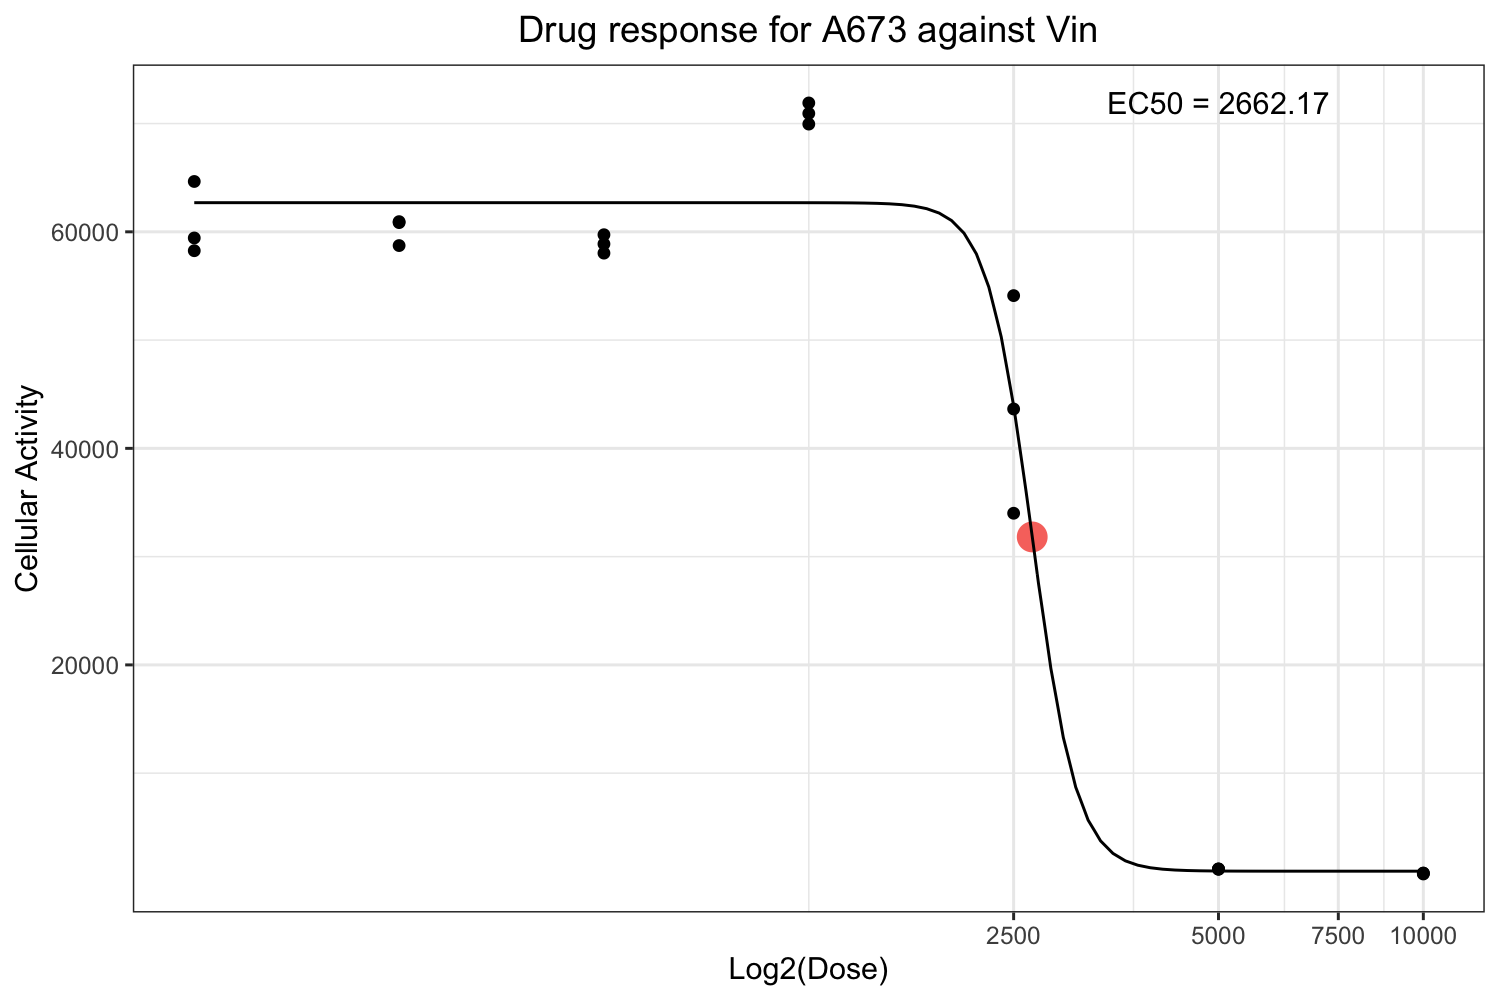 Drug response for A673 against Vin
EC50 = 2662.17
Cellular Activity
60000
40000
20000
2500 5000 7500 10000
Log2(Dose)